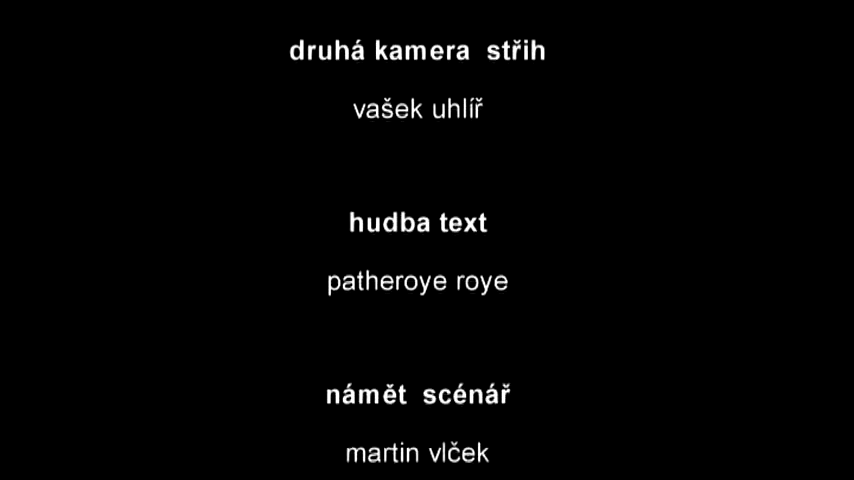 druhá kamera  střih
vašek uhlíř
hudba text
patheroye roye
námět  scénář
martin vlček